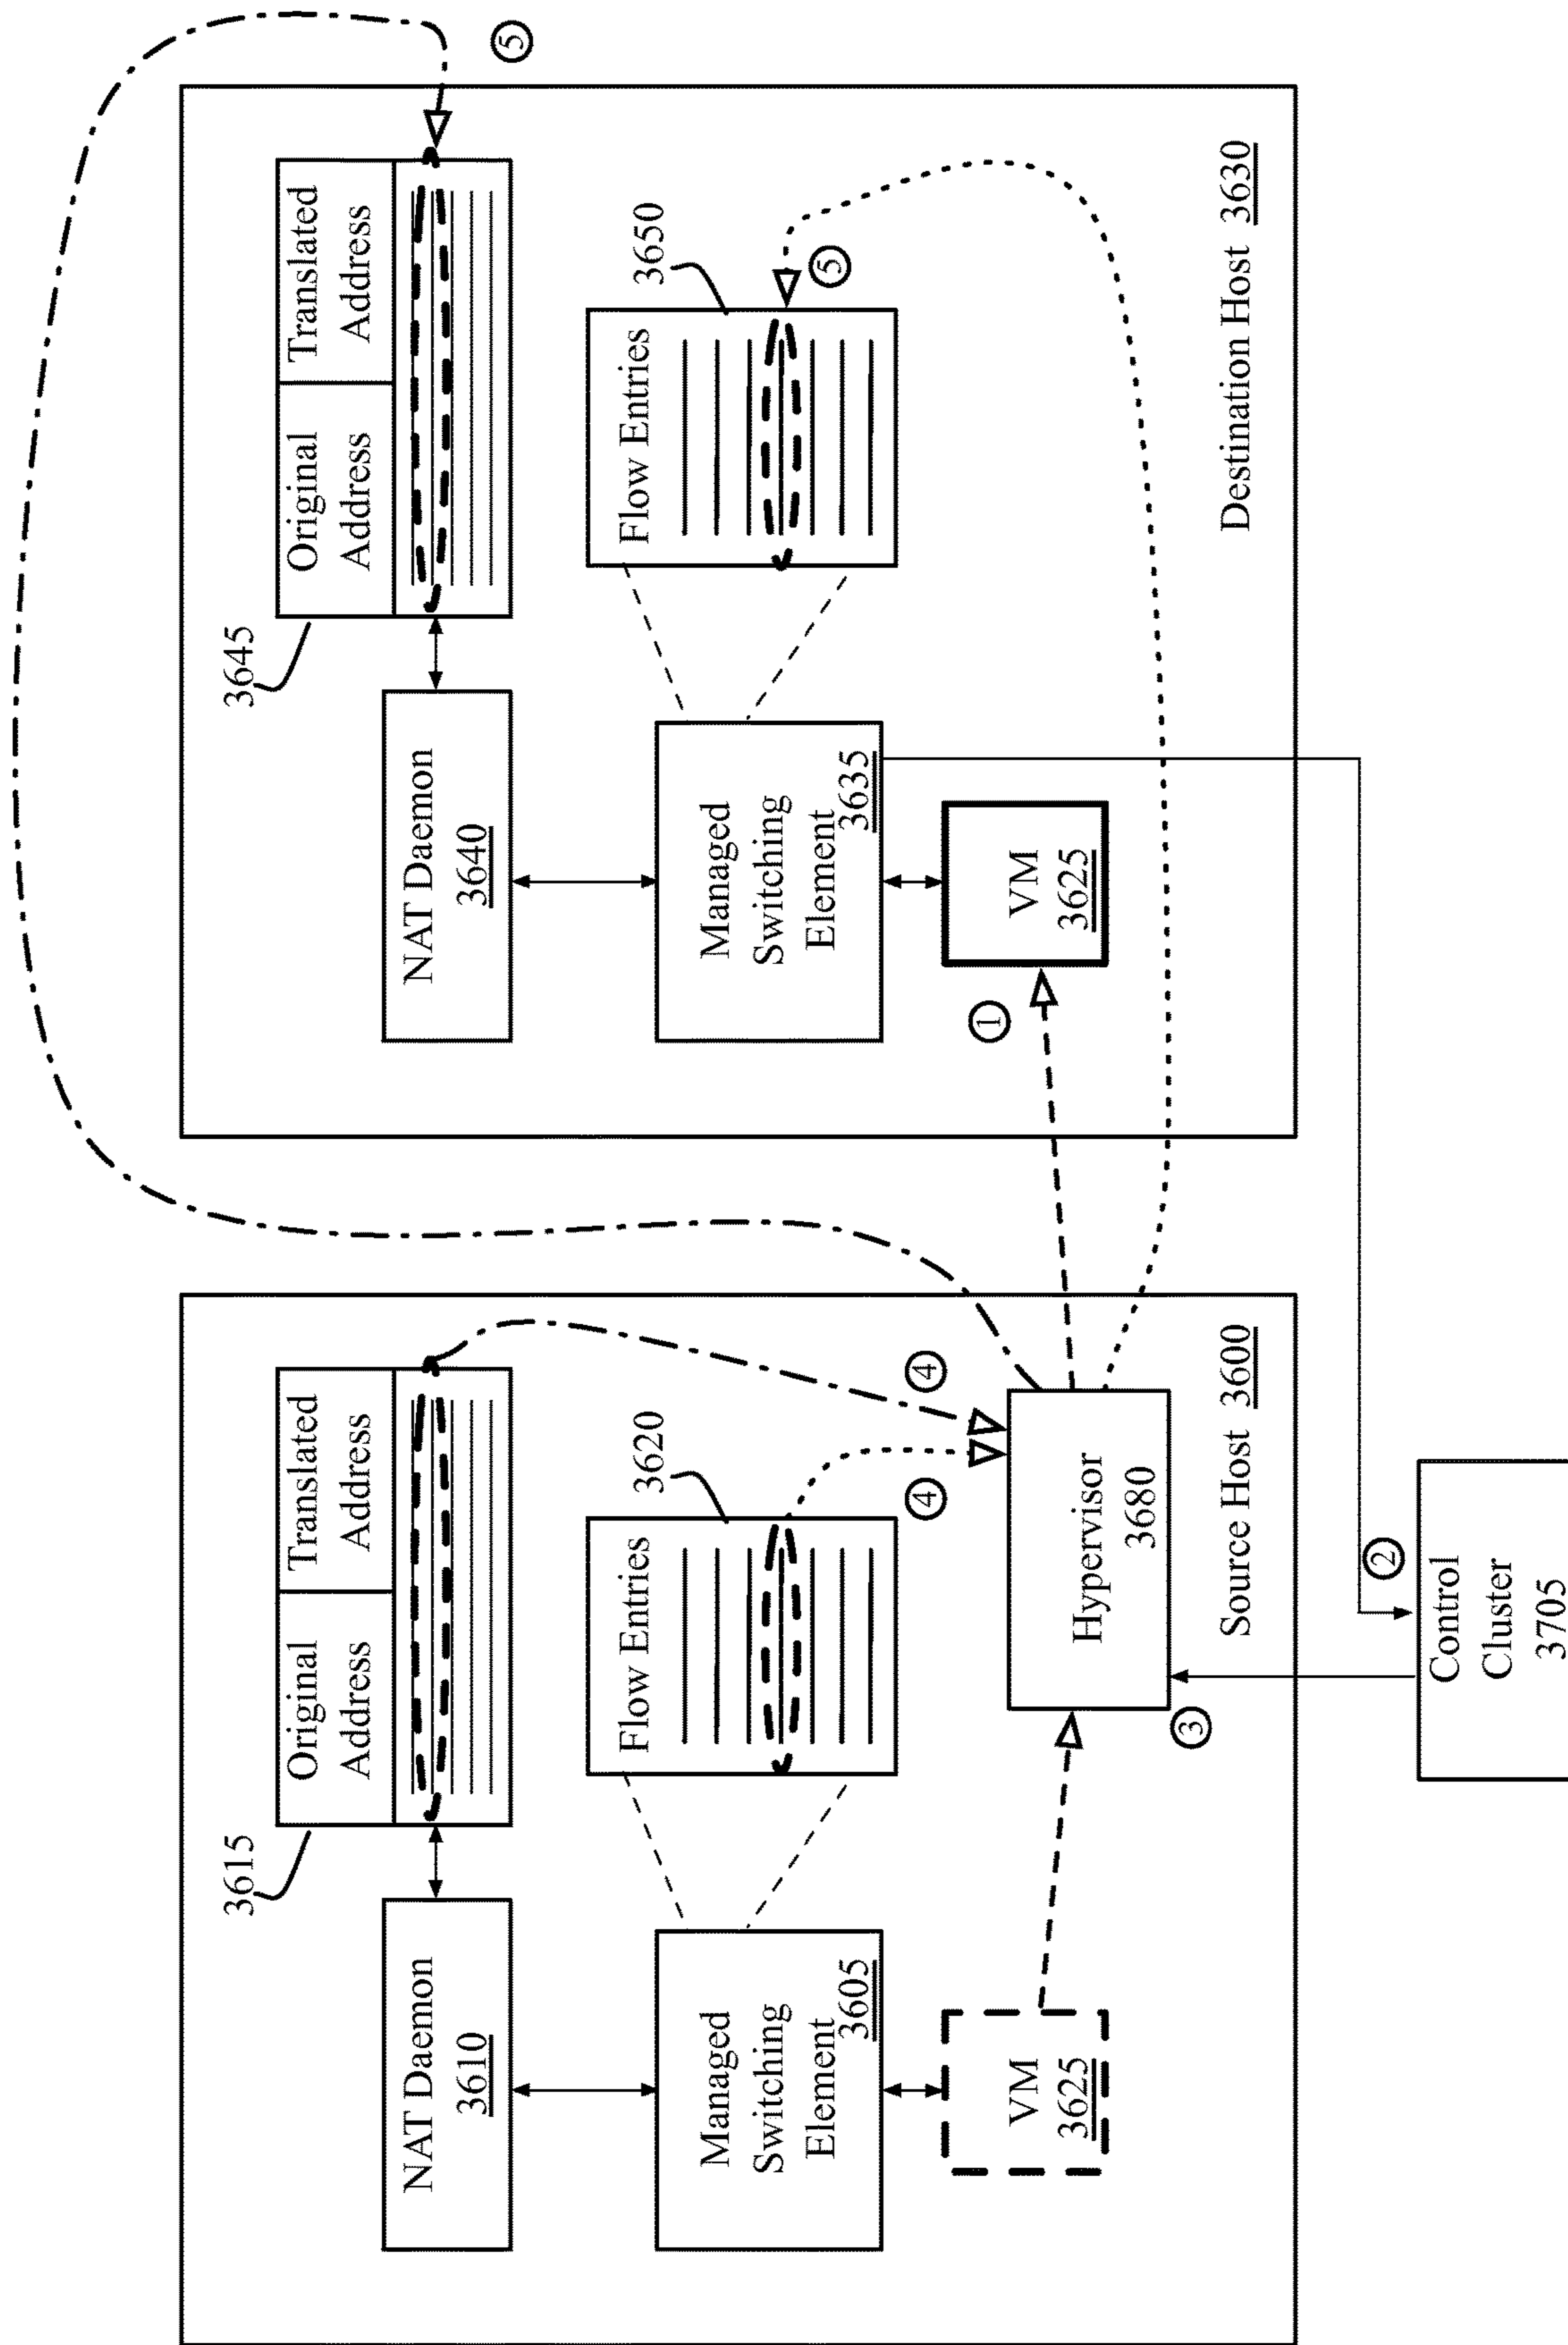 3615
Original
Address
Translated
Address
NAT Daemon
3610
3620
Flow Entries
Managed
Switching
Element
3605
④
④
VM
3625
Hypervisor
3680
③
Source Host 3600
②
Control
Cluster
3705
⑤
3645
Original
Address
Translated
Address
NAT Daemon
3640
3650
Flow Entries
⑤
Managed
Switching
Element
3635
①
VM
3625
Destination Host 3630